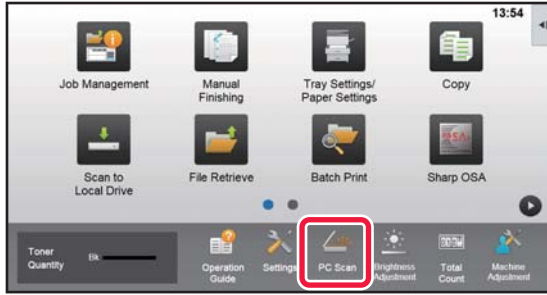 13:54
Job Management
Manual
Finishing
Tray Settings/
Paper Settings
Copy
Scan to
Local Drive
File Retrieve
Batch Print
Sharp OSA
OSA
Toner
Quantity
Bk
Operation
Guide
Settings
PC Scan
Brightness
Adjustment
Total
Count
Machine
Adjustment